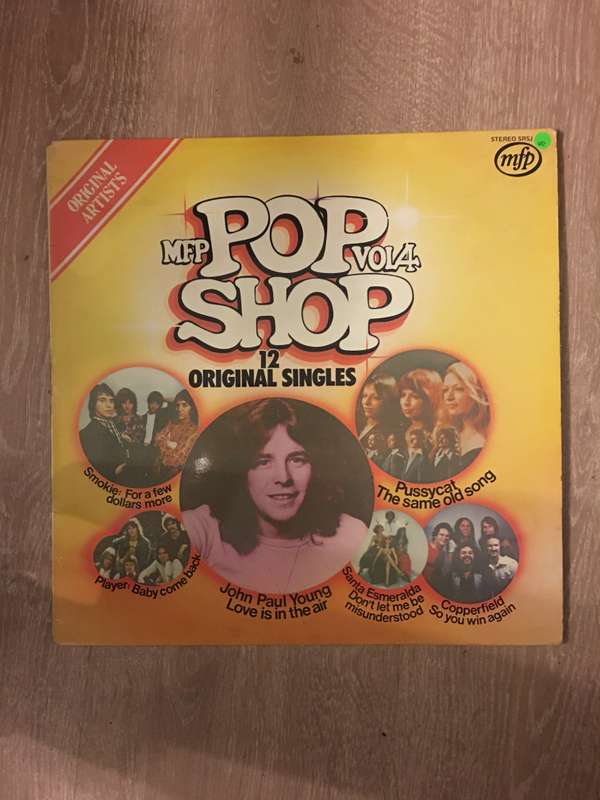 STEREO SRSJ
mfp
ORIGINAL
ARTISTS
MFP POP VOL 4
SHOP
12
ORIGINAL SINGLES
Smokie: For a few
dollars more
Pussycat
The same old song
Player: Baby come back
John Paul Young
Love is in the air
Santa Esmeralda
Don't let me be
misunderstood
Copperfield
So you win again